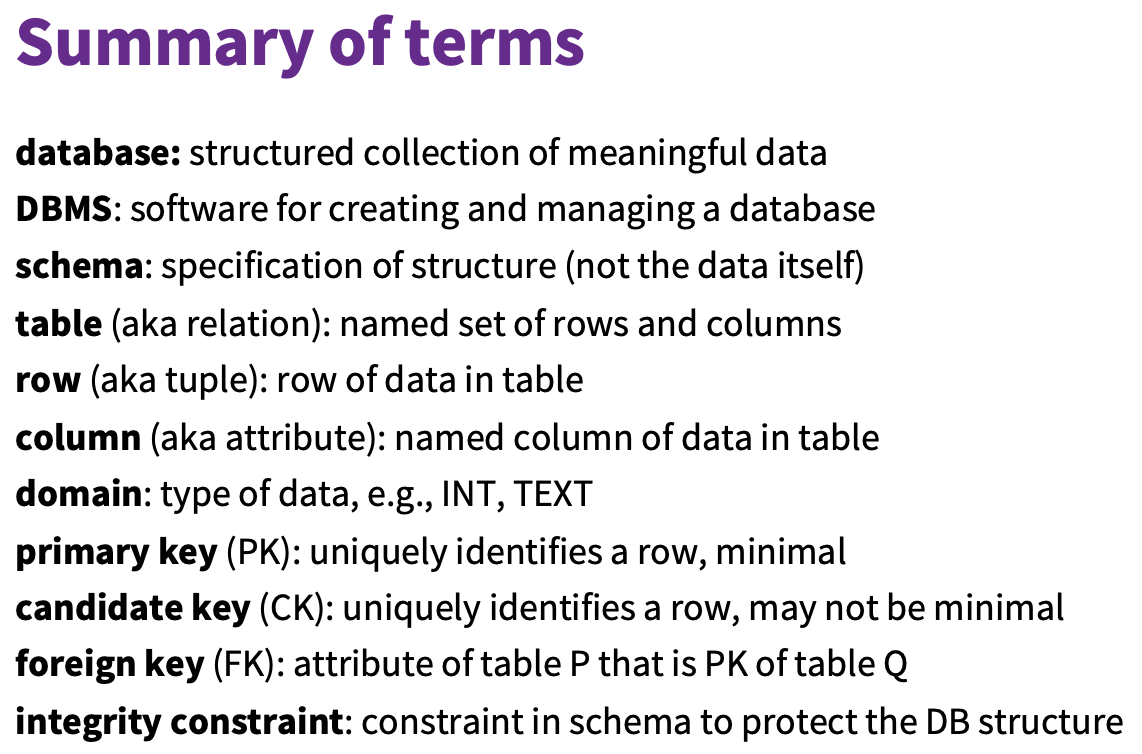 Summary of terms
database: structured collection of meaningful data
DBMS: software for creating and managing a database
schema: specification of structure (not the data itself)
table (aka relation): named set of rows and columns
row (aka tuple): row of data in table
column (aka attribute): named column of data in table
domain: type of data, e.g., INT, TEXT
primary key (PK): uniquely identifies a row, minimal
candidate key (CK): uniquely identifies a row, may not be minimal
foreign key (FK): attribute of table P that is PK of table Q
integrity constraint: constraint in schema to protect the DB structure